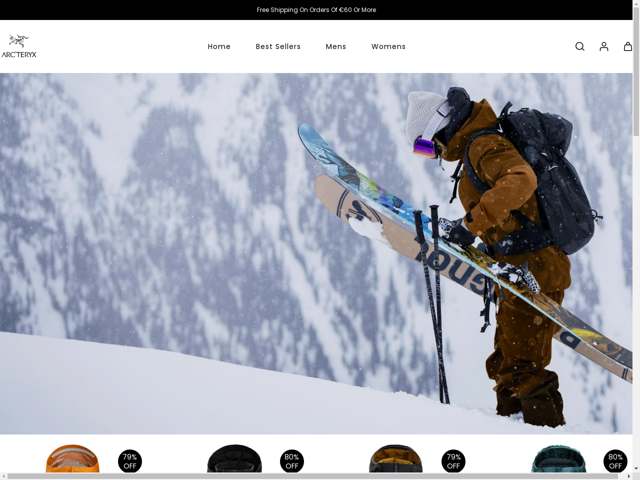 Free Shipping On Orders Of €60 Or More
ARC'TERYX
Home Best Sellers Mens Womens
79% OFF
80% OFF
79% OFF
80% OFF